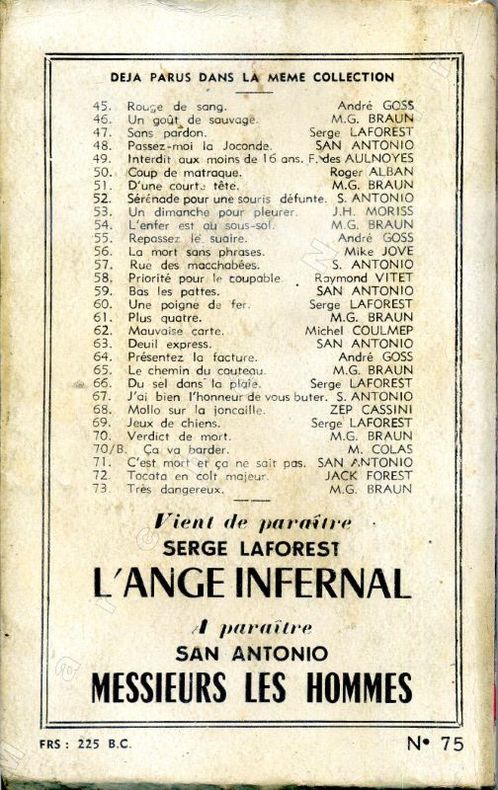 DEJA PARUS DANS LA MEME COLLECTION
45. Rouge de sang. André GOSS
46. Un goût de sauvage. M.G. BRAUN
47. Sans pardon. Serge LAFOREST
48. Passez-moi la Joconde. SAN ANTONIO
49. Interdit aux moins de 16 ans. F. des AULNOYES
50. Coup de matraque. Roger ALBAN
51. D'une courte tête. M.G. BRAUN
52. Sérénade pour une souris défunte. S. ANTONIO
53. Un dimanche pour pleurer. J.H. MORISS
54. L'enfer est au sous-sol. M.G. BRAUN
55. Repassez le suaire. André GOSS
56. La mort sans phrases. Mike JOVE
57. Rue des macchabées. S. ANTONIO
58. Priorité pour le coupable. Raymond VITET
59. Bas les pattes. SAN ANTONIO
60. Une poigne de fer. Serge LAFOREST
61. Plus quatre. M.G. BRAUN
62. Mauvaise carte. Michel COULMEP
63. Deuil express. SAN ANTONIO
64. Présentez la facture. André GOSS
65. Le chemin du couteau. M.G. BRAUN
66. Du sel dans la plaie. Serge LAFOREST
67. J'ai bien l'honneur de vous buter. S. ANTONIO
68. Mollo sur la joncaille. ZEP CASSINI
69. Jeux de chiens. Serge LAFOREST
70. Verdict de mort. M.G. BRAUN
70/B. Ça va barder. M. COLAS
71. C'est mort et ça ne sait pas. SAN ANTONIO
72. Tocata en colt majeur. JACK FOREST
73. Très dangereux. M.G. BRAUN
Vient de paraître
SERGE LAFOREST
L'ANGE INFERNAL
A paraître
SAN ANTONIO
MESSIEURS LES HOMMES
FRS : 225 B.C. N° 75